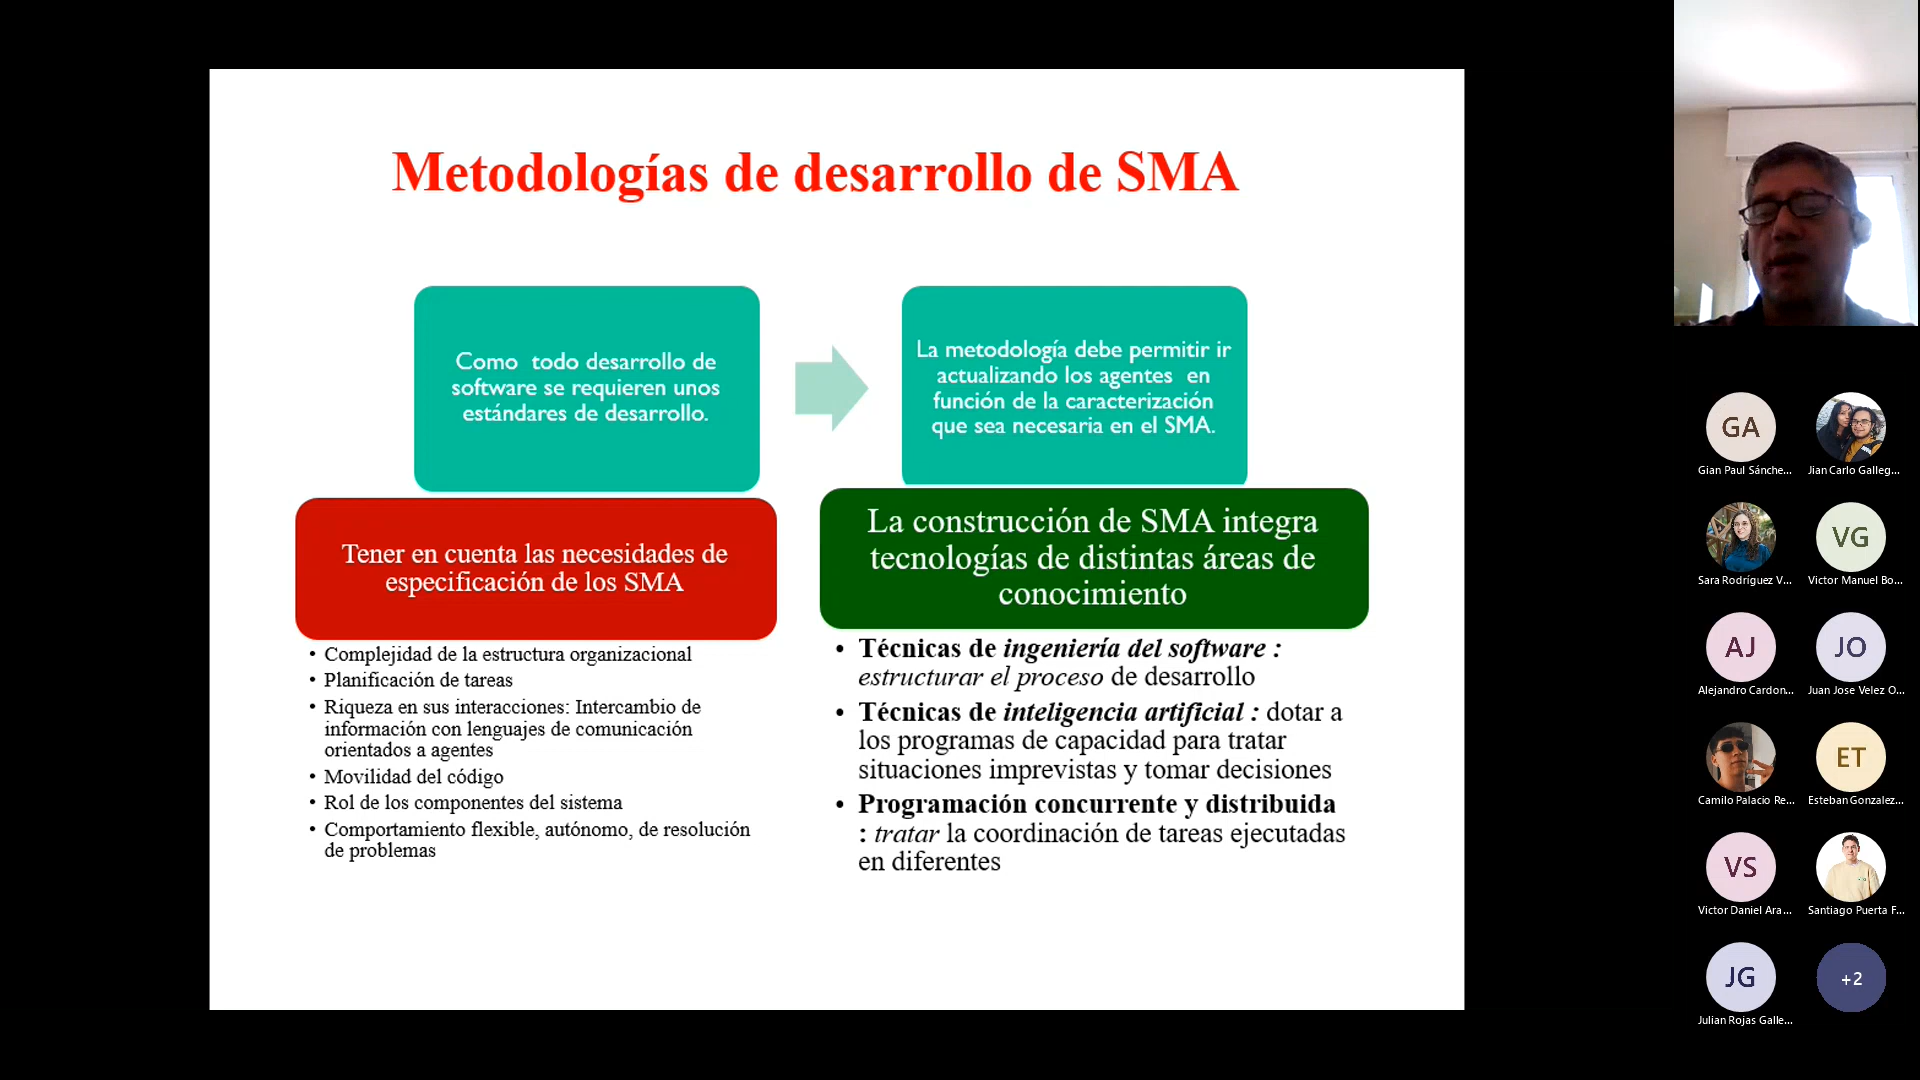 Metodologías de desarrollo de SMA
Como todo desarrollo de
software se requieren unos
estándares de desarrollo.
La metodología debe permitir ir
actualizando los agentes en
función de la caracterización
que sea necesaria en el SMA.
Tener en cuenta las necesidades de
especificación de los SMA
• Complejidad de la estructura organizacional
• Planificación de tareas
• Riqueza en sus interacciones: Intercambio de
información con lenguajes de comunicación
orientados a agentes
• Movilidad del código
• Rol de los componentes del sistema
• Comportamiento flexible, autónomo, de resolución
de problemas
La construcción de SMA integra
tecnologías de distintas áreas de
conocimiento
• Técnicas de ingeniería del software :
estructurar el proceso de desarrollo
• Técnicas de inteligencia artificial : dotar a
los programas de capacidad para tratar
situaciones imprevistas y tomar decisiones
• Programación concurrente y distribuida
: tratar la coordinación de tareas ejecutadas
en diferentes
GA
Gian Paul Sánche...
Jian Carlo Galleg...
Sara Rodríguez V...
VG
Victor Manuel Bo...
AJ
Alejandro Cardon...
JO
Juan Jose Velez O...
Camilo Palacio Re...
ET
Esteban Gonzalez...
VS
Victor Daniel Ara...
Santiago Puerta F...
JG
Julian Rojas Galle...
+2